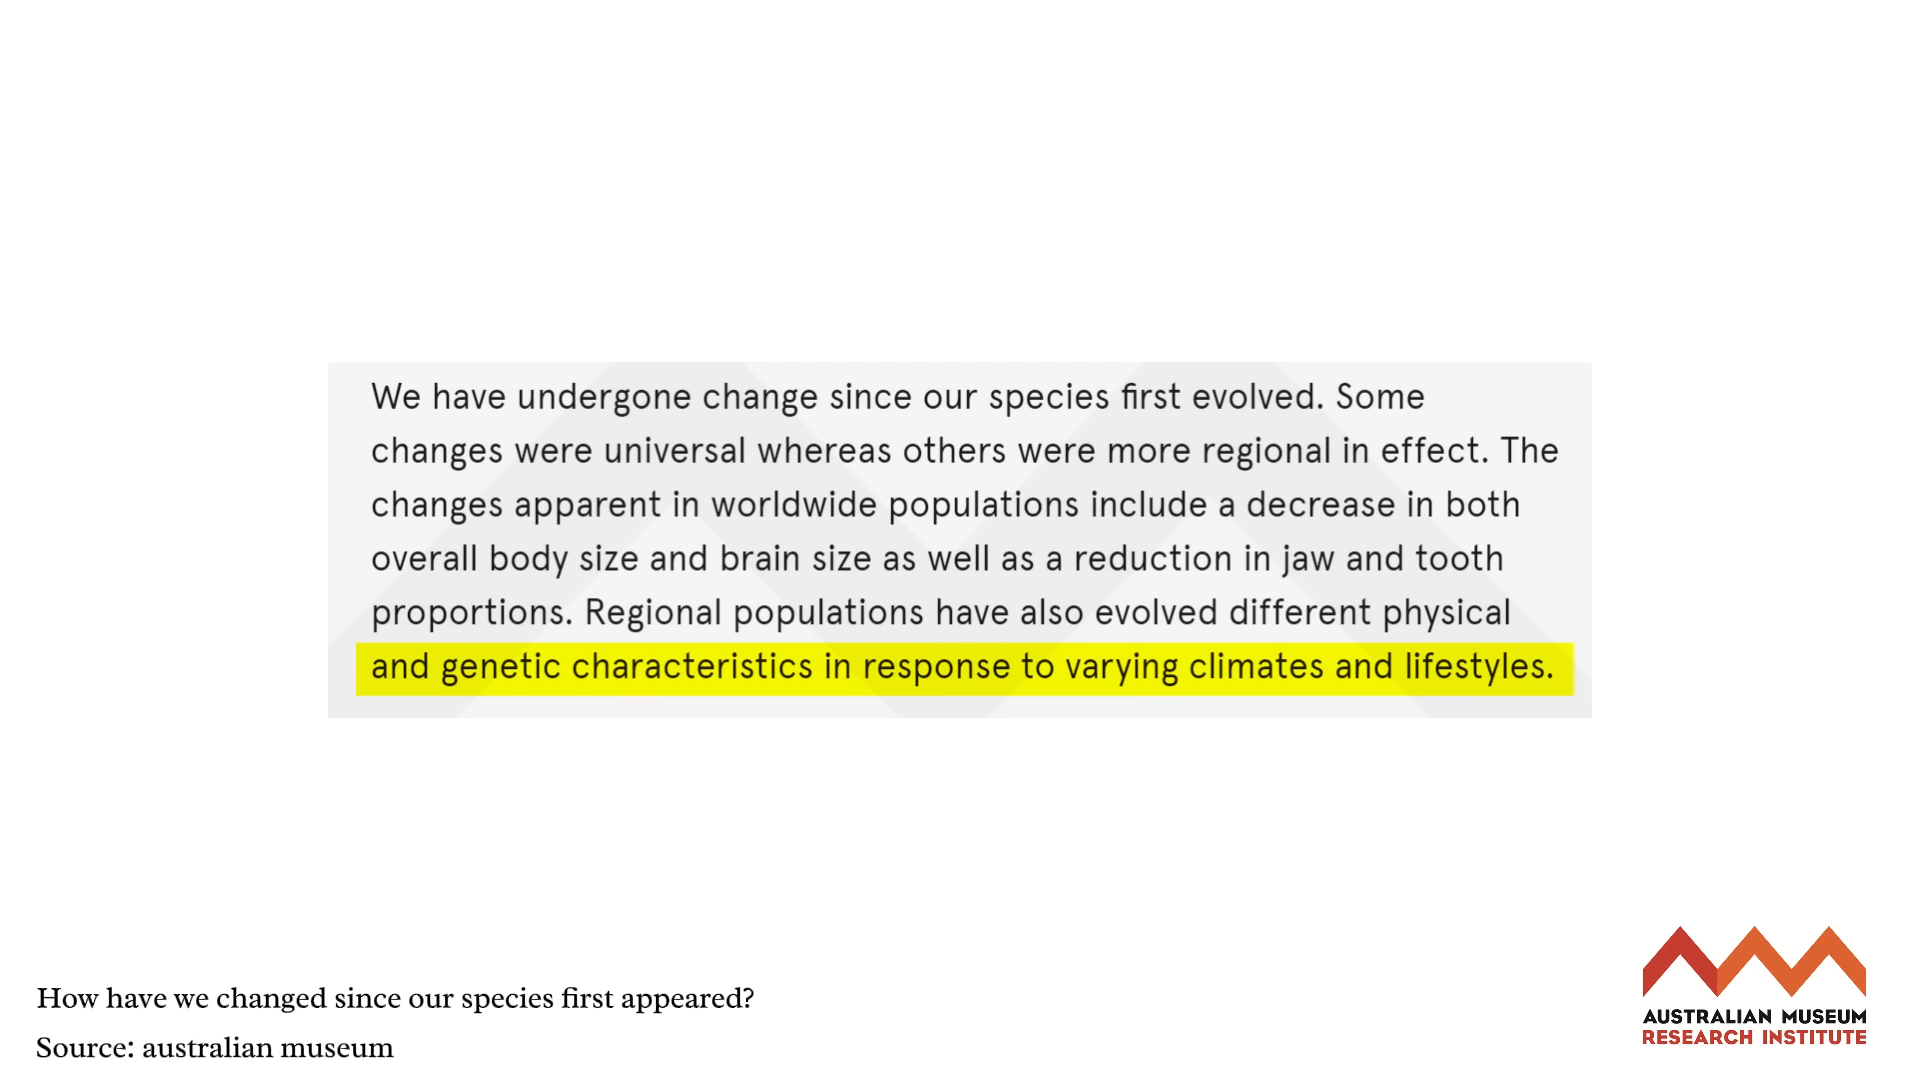 We have undergone change since our species first evolved. Some
changes were universal whereas others were more regional in effect. The
changes apparent in worldwide populations include a decrease in both
overall body size and brain size as well as a reduction in jaw and tooth
proportions. Regional populations have also evolved different physical
and genetic characteristics in response to varying climates and lifestyles.
How have we changed since our species first appeared?
Source: australian museum
AUSTRALIAN MUSEUM
RESEARCH INSTITUTE